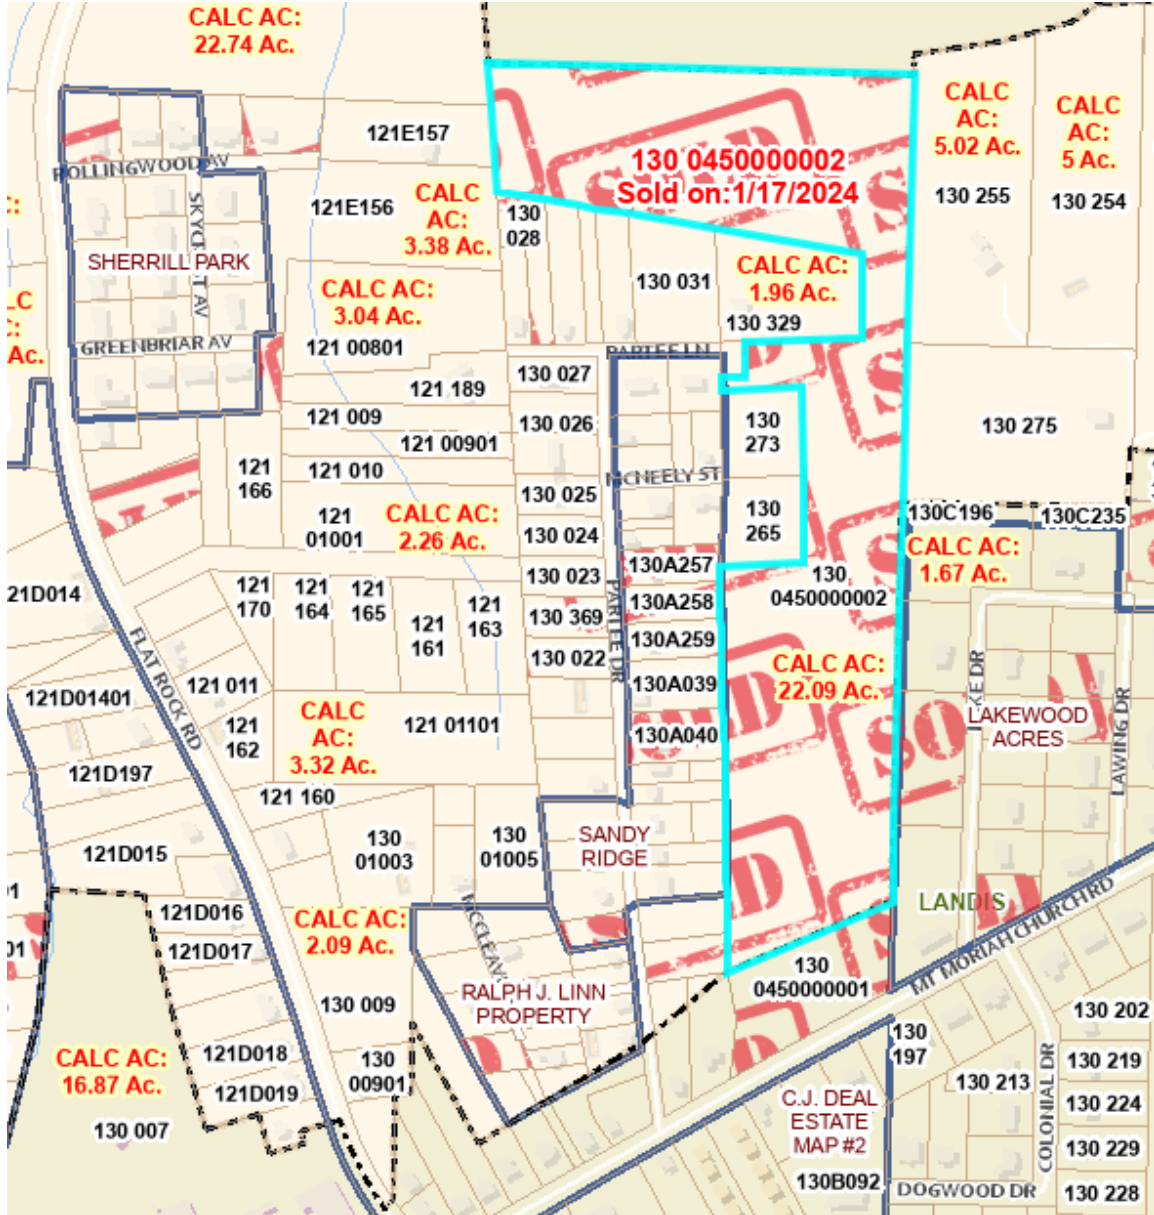 CALC AC:
22.74 Ac.
121E157
ROLLINGWOOD AV
CALC
AC:
5.02 Ac.
CALC
AC:
5 Ac.
130 0450000002
Sold on:1/17/2024
SOLD
130 255
130 254
121E156
CALC
AC:
3.38 Ac.
130
028
SHERRILL PARK
CALC AC:
3.04 Ac.
130 031
CALC AC:
1.96 Ac.
130 329
LC
Ac.
GREENBRIAR AV
121 00801
PARTEE LN
130 027
121 189
121 009
130 026
130
273
130 275
121 00901
121
166
121 010
MCNEELY ST
130 025
121
01001
CALC AC:
2.26 Ac.
130 024
130
265
130C196
130C235
CALC AC:
1.67 Ac.
130A257
130 023
21D014
121
170
121
164
121
165
121
163
121
161
130 369
130A258
130
0450000002
PARTEE DR
130A259
130 022
FLAT ROCK RD
CALC AC:
22.09 Ac.
130A039
121 011
121D01401
121
162
CALC
AC:
3.32 Ac.
121 01101
130A040
SO
LAKEWOOD
ACRES
LAWING DR
121D197
121 160
130
01003
130
01005
SANDY
RIDGE
121D015
LANDIS
MT MORIAH CHURCH RD
121D016
CALC AC:
2.09 Ac.
121D017
01
130
0450000001
RALPH J. LINN
PROPERTY
130 009
130 202
CALC AC:
16.87 Ac.
121D018
130
00901
130
197
130 219
130 213
COLONIAL DR
121D019
C.J. DEAL
ESTATE
MAP #2
130 224
130 007
130 229
130B092
DOGWOOD DR
130 228